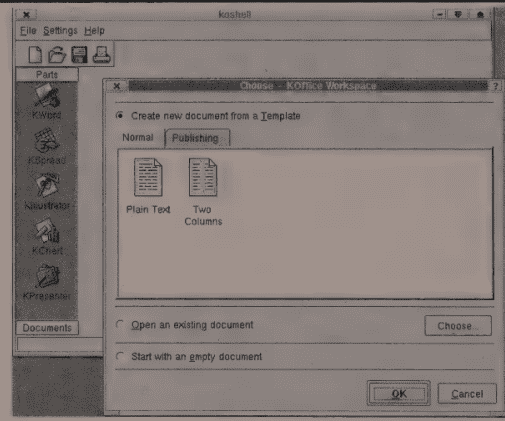 koshell
File Settings Help
Parts
KWord
KSpread
KIllustrator
KChart
KPresenter
Documents
Choose - KOffice Workspace
?
Create new document from a Template
Normal Publishing
Plain Text
Two
Columns
Open an existing document
Choose...
Start with an empty document
OK Cancel